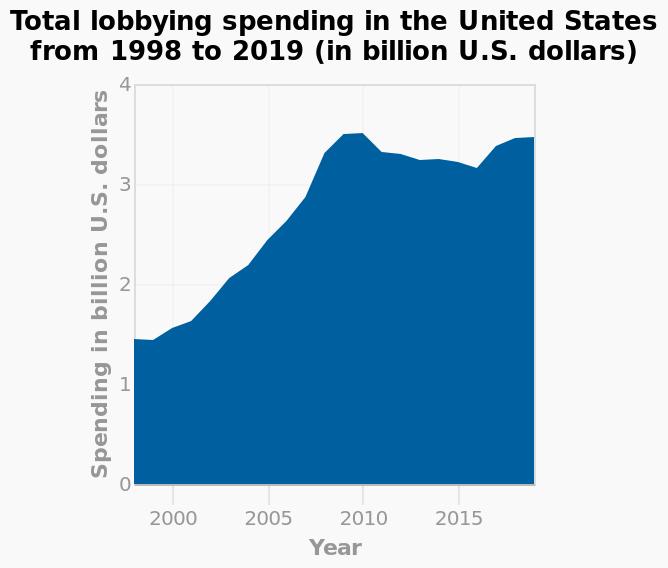 Total lobbying spending in the United States
from 1998 to 2019 (in billion U.S. dollars)
Spending in billion U.S. dollars
4
3
2
1
0
2000 2005 2010 2015
Year